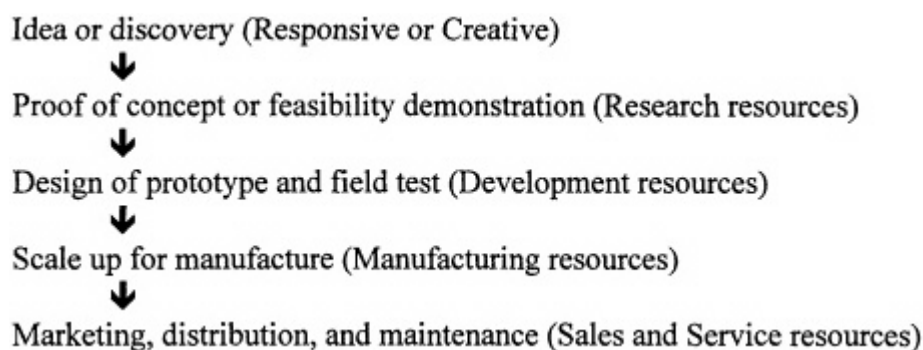 Idea or discovery (Responsive or Creative)
Proof of concept or feasibility demonstration (Research resources)
Design of prototype and field test (Development resources)
Scale up for manufacture (Manufacturing resources)
Marketing, distribution, and maintenance (Sales and Service resources)